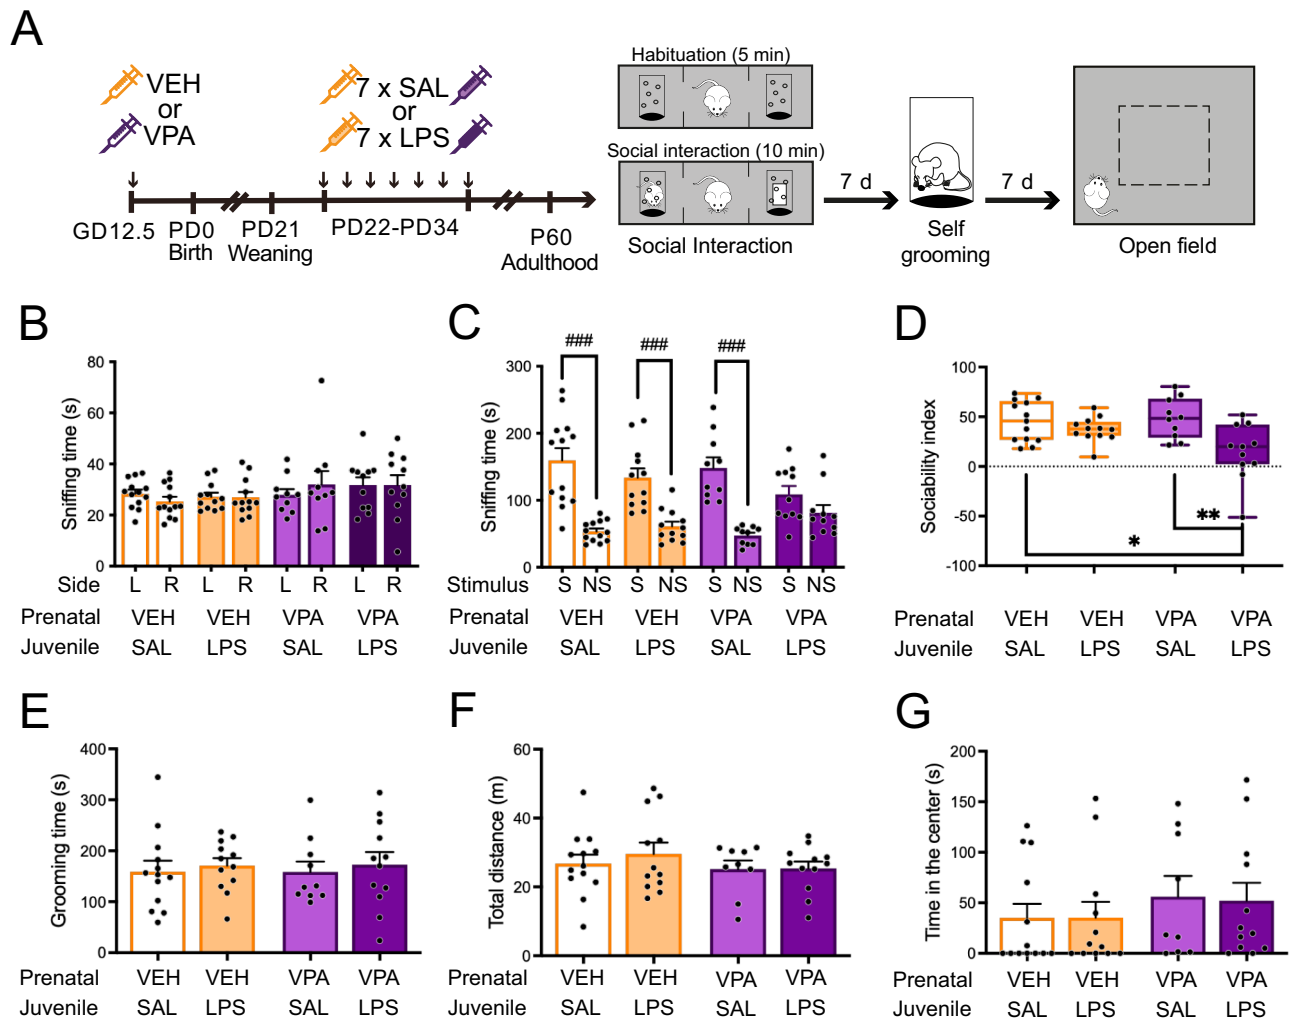 A
VEH
or
VPA
7 x SAL
or
7 x LPS
GD12.5
PD0
Birth
PD21
Weaning
PD22-PD34
P60
Adulthood
Habituation (5 min)
Social interaction (10 min)
Social Interaction
7 d
Self
grooming
7 d
Open field
B
Sniffing time (s)
80
60
40
20
0
Side L R L R L R L R
Prenatal VEH VEH VPA VPA
Juvenile SAL LPS SAL LPS
C
Sniffing time (s)
300
200
100
0
### ### ###
Stimulus S NS S NS S NS S NS
Prenatal VEH VEH VPA VPA
Juvenile SAL LPS SAL LPS
D
Sociability index
100
50
0
-50
-100
**
*
Prenatal VEH VEH VPA VPA
Juvenile SAL LPS SAL LPS
E
Grooming time (s)
400
300
200
100
0
Prenatal VEH VEH VPA VPA
Juvenile SAL LPS SAL LPS
F
Total distance (m)
60
40
20
0
Prenatal VEH VEH VPA VPA
Juvenile SAL LPS SAL LPS
G
Time in the center (s)
200
150
100
50
0
Prenatal VEH VEH VPA VPA
Juvenile SAL LPS SAL LPS